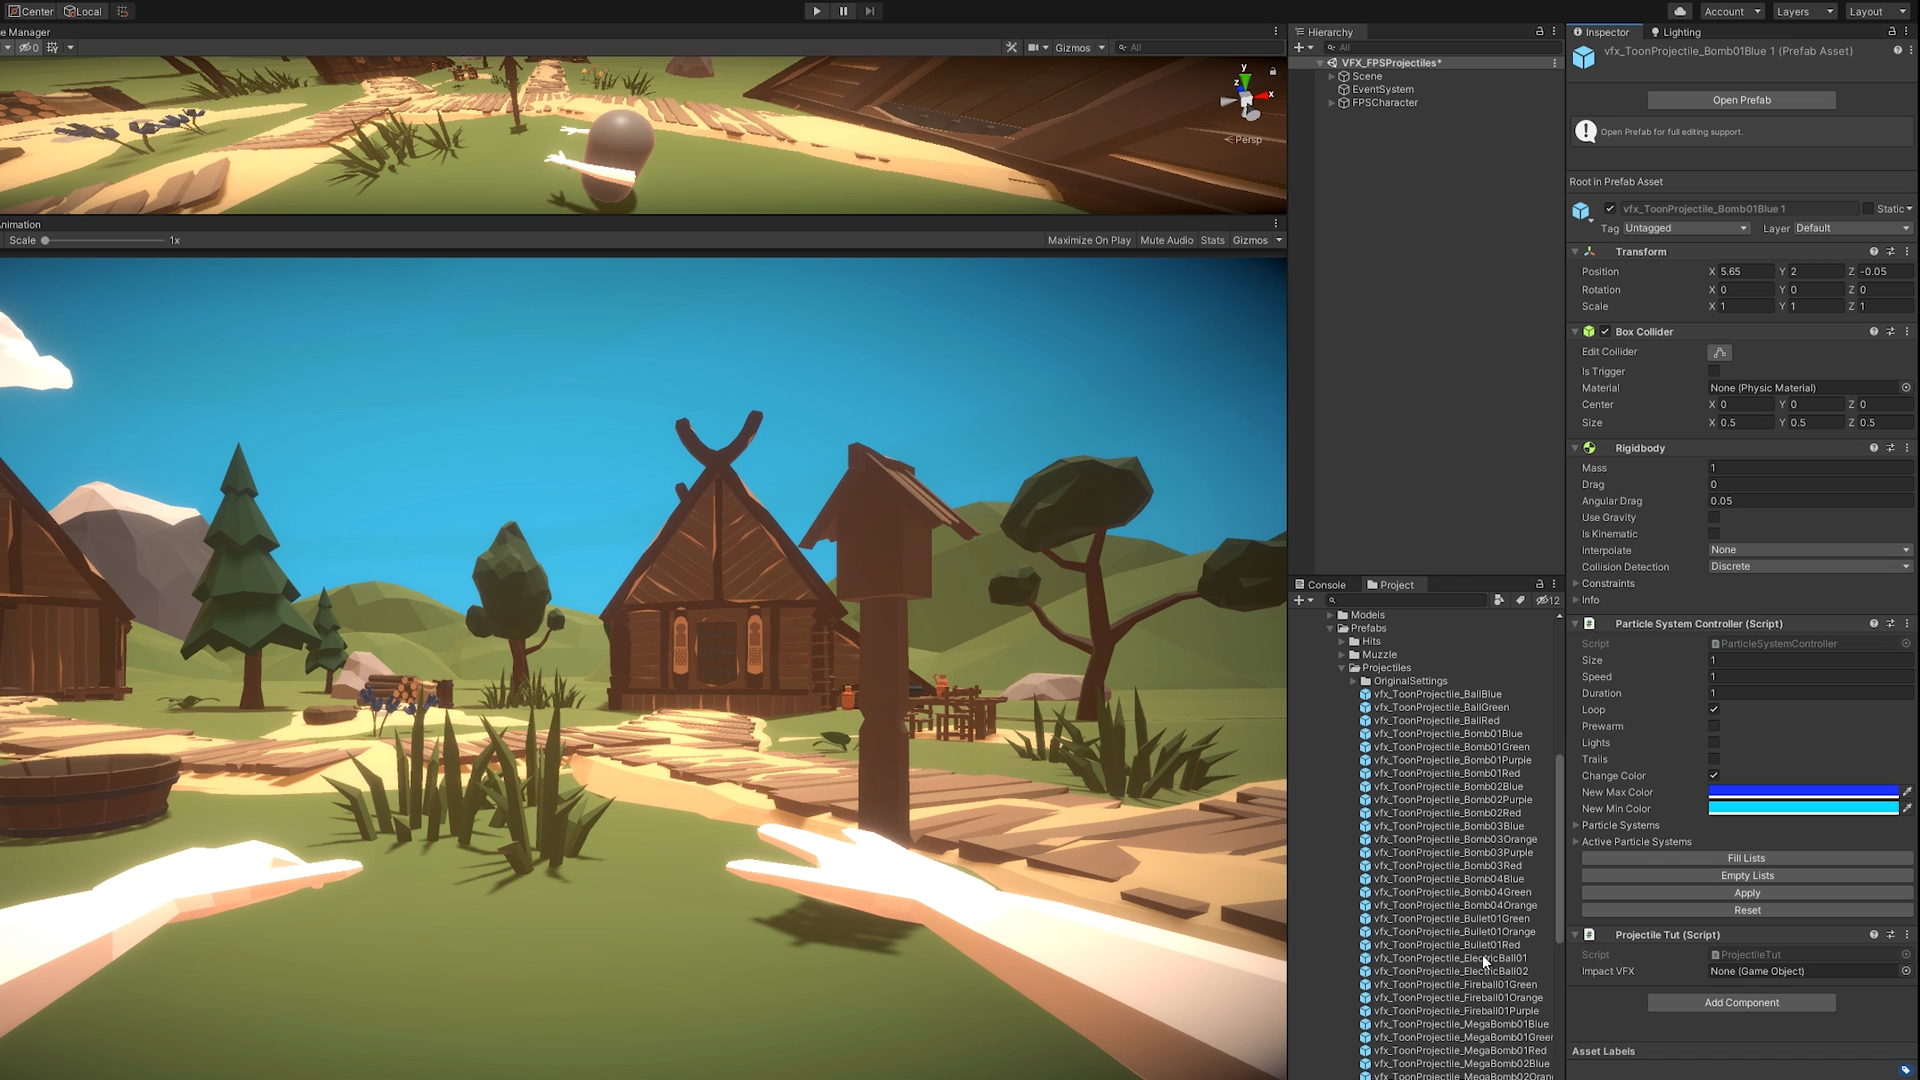 Center Local
Account Layers Layout
e Manager
0 Gizmos All
y
z
x
Persp
nimation
Scale 1x Maximize On Play Mute Audio Stats Gizmos
Hierarchy
All
VFX_FPSProjectiles*
Scene
EventSystem
FPSCharacter
Console Project
12
Models
Prefabs
Hits
Muzzle
Projectiles
OriginalSettings
vfx_ToonProjectile_BallBlue
vfx_ToonProjectile_BallGreen
vfx_ToonProjectile_BallRed
vfx_ToonProjectile_Bomb01Blue
vfx_ToonProjectile_Bomb01Green
vfx_ToonProjectile_Bomb01Purple
vfx_ToonProjectile_Bomb01Red
vfx_ToonProjectile_Bomb02Blue
vfx_ToonProjectile_Bomb02Purple
vfx_ToonProjectile_Bomb02Red
vfx_ToonProjectile_Bomb03Blue
vfx_ToonProjectile_Bomb03Orange
vfx_ToonProjectile_Bomb03Purple
vfx_ToonProjectile_Bomb03Red
vfx_ToonProjectile_Bomb04Blue
vfx_ToonProjectile_Bomb04Green
vfx_ToonProjectile_Bomb04Orange
vfx_ToonProjectile_Bullet01Green
vfx_ToonProjectile_Bullet01Orange
vfx_ToonProjectile_Bullet01Red
vfx_ToonProjectile_ElectricBall01
vfx_ToonProjectile_ElectricBall02
vfx_ToonProjectile_Fireball01Green
vfx_ToonProjectile_Fireball01Orange
vfx_ToonProjectile_Fireball01Purple
vfx_ToonProjectile_MegaBomb01Blue
vfx_ToonProjectile_MegaBomb01Green
vfx_ToonProjectile_MegaBomb01Red
vfx_ToonProjectile_MegaBomb02Blue
vfx_ToonProjectile_MegaBomb02Oran
Inspector Lighting
vfx_ToonProjectile_Bomb01Blue 1 (Prefab Asset)
Open Prefab
Open Prefab for full editing support.
Root in Prefab Asset
vfx_ToonProjectile_Bomb01Blue 1 Static
Tag Untagged Layer Default
Transform
Position X 5.65 Y 2 Z -0.05
Rotation X 0 Y 0 Z 0
Scale X 1 Y 1 Z 1
Box Collider
Edit Collider
Is Trigger
Material None (Physic Material)
Center X 0 Y 0 Z 0
Size X 0.5 Y 0.5 Z 0.5
Rigidbody
Mass 1
Drag 0
Angular Drag 0.05
Use Gravity
Is Kinematic
Interpolate None
Collision Detection Discrete
Constraints
Info
Particle System Controller (Script)
Script ParticleSystemController
Size 1
Speed 1
Duration 1
Loop
Prewarm
Lights
Trails
Change Color
New Max Color
New Min Color
Particle Systems
Active Particle Systems
Fill Lists
Empty Lists
Apply
Reset
Projectile Tut (Script)
Script ProjectileTut
Impact VFX None (Game Object)
Add Component
Asset Labels